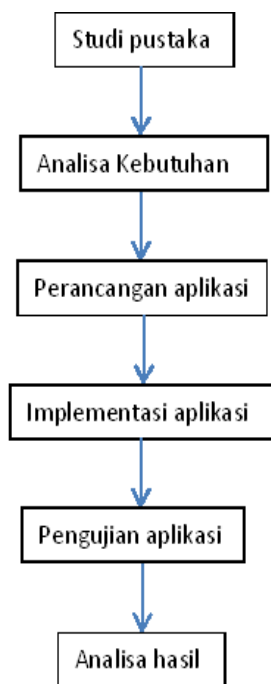 Studi pustaka
Analisa Kebutuhan
Perancangan aplikasi
Implementasi aplikasi
Pengujian aplikasi
Analisa hasil